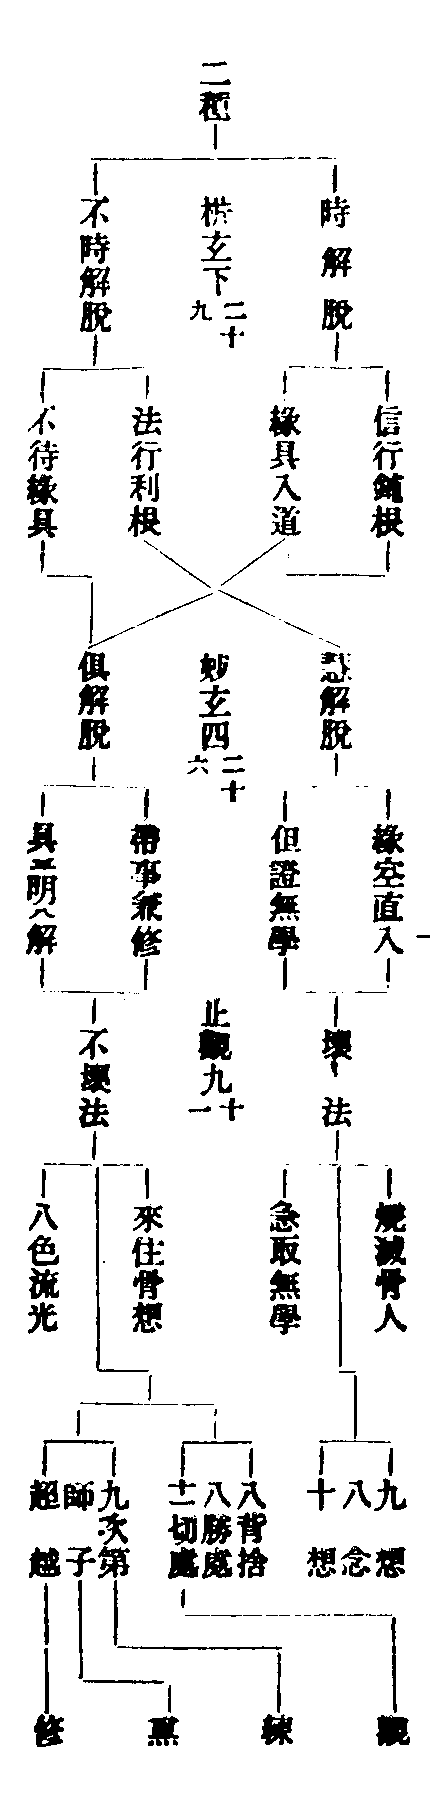 二種
時解脫
拱玄下二十九
不時解脫
信行鈍根
緣具入道
法行利根
不待緣具
慧解脫
妙玄四二十六
俱解脫
緣空直入
但證無學
帶事兼修
具三明八解
壞法
止觀九十一
不壞法
燒滅骨人
急取無學
來住骨想
八色流光
九想
八念
十想
八背捨
八勝處
十一切處
九次第
師子
超越
觀
練
熏
修